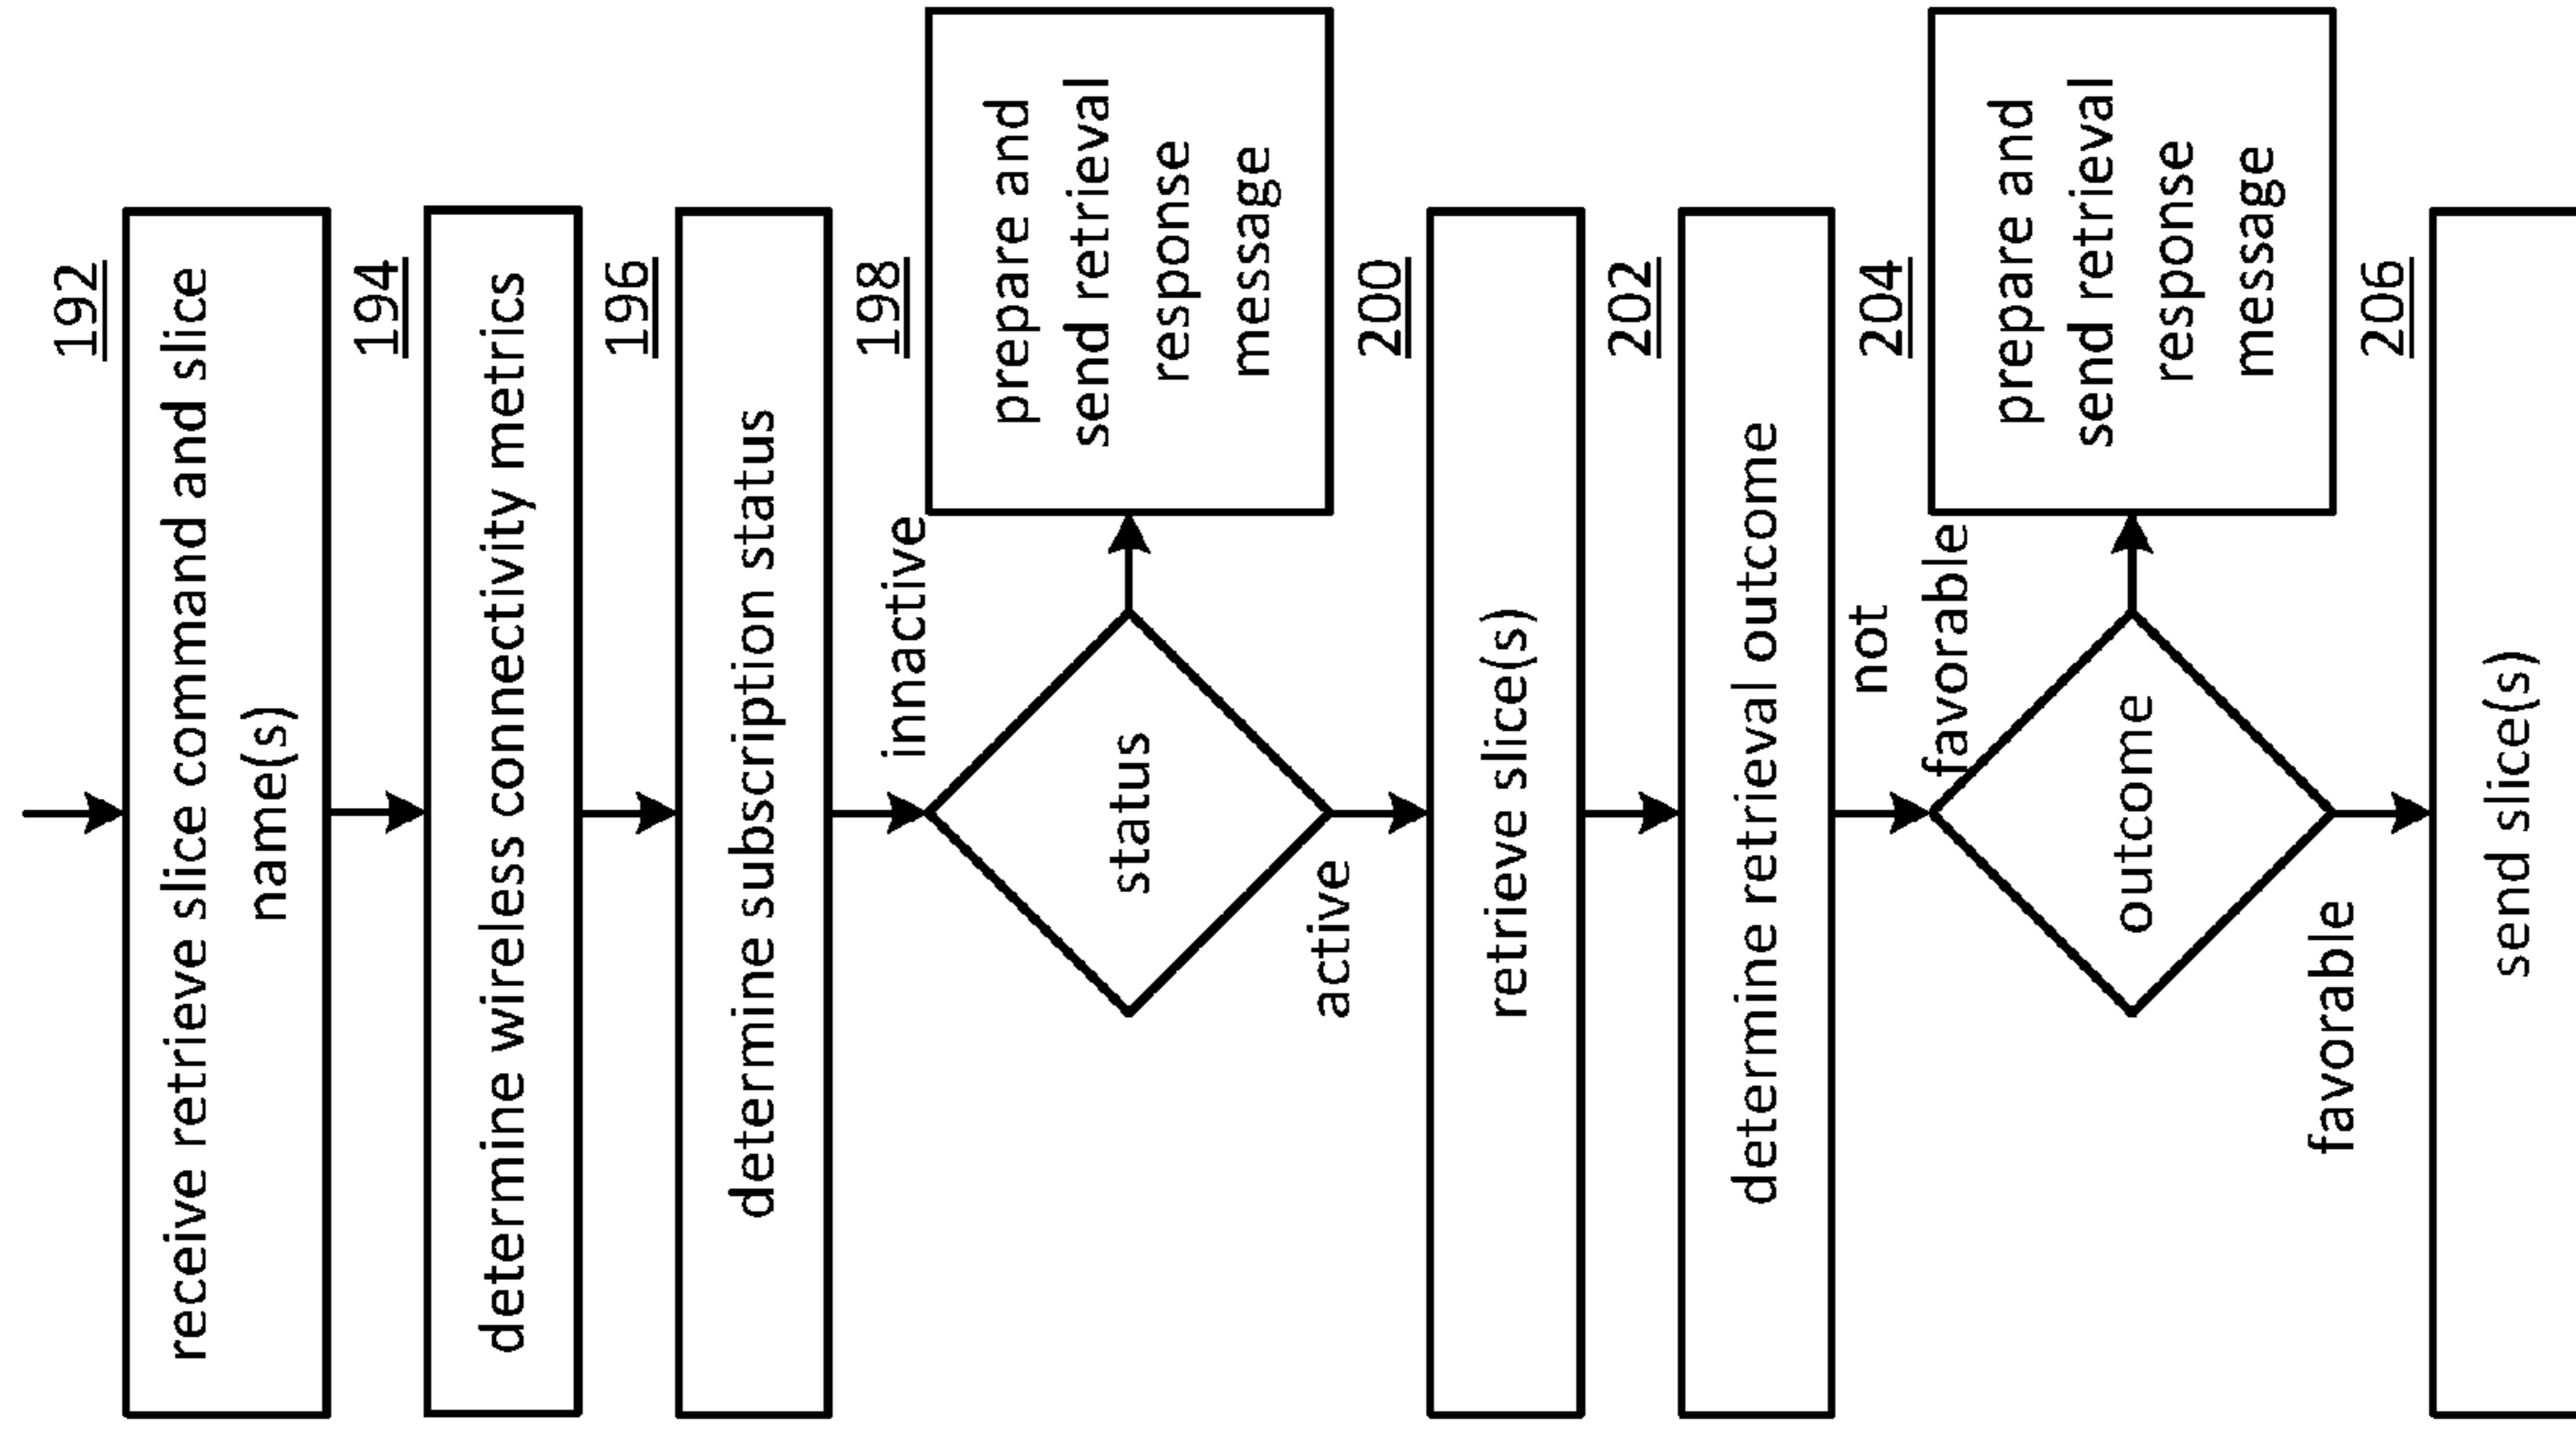 192
receive retrieve slice command and slice
name(s)
194
determine wireless connectivity metrics
196
determine subscription status
198
innactive
status
prepare and
send retrieval
response
message
active
200
retrieve slice(s)
202
determine retrieval outcome
204
not
favorable
outcome
prepare and
send retrieval
response
message
favorable
206
send slice(s)